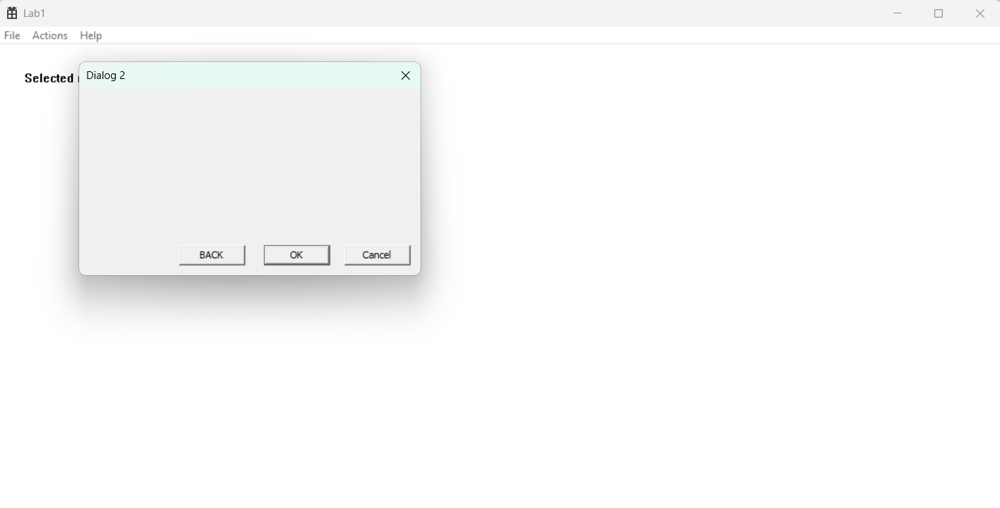 Lab1
File Actions Help
Selected
Dialog 2
BACK OK Cancel